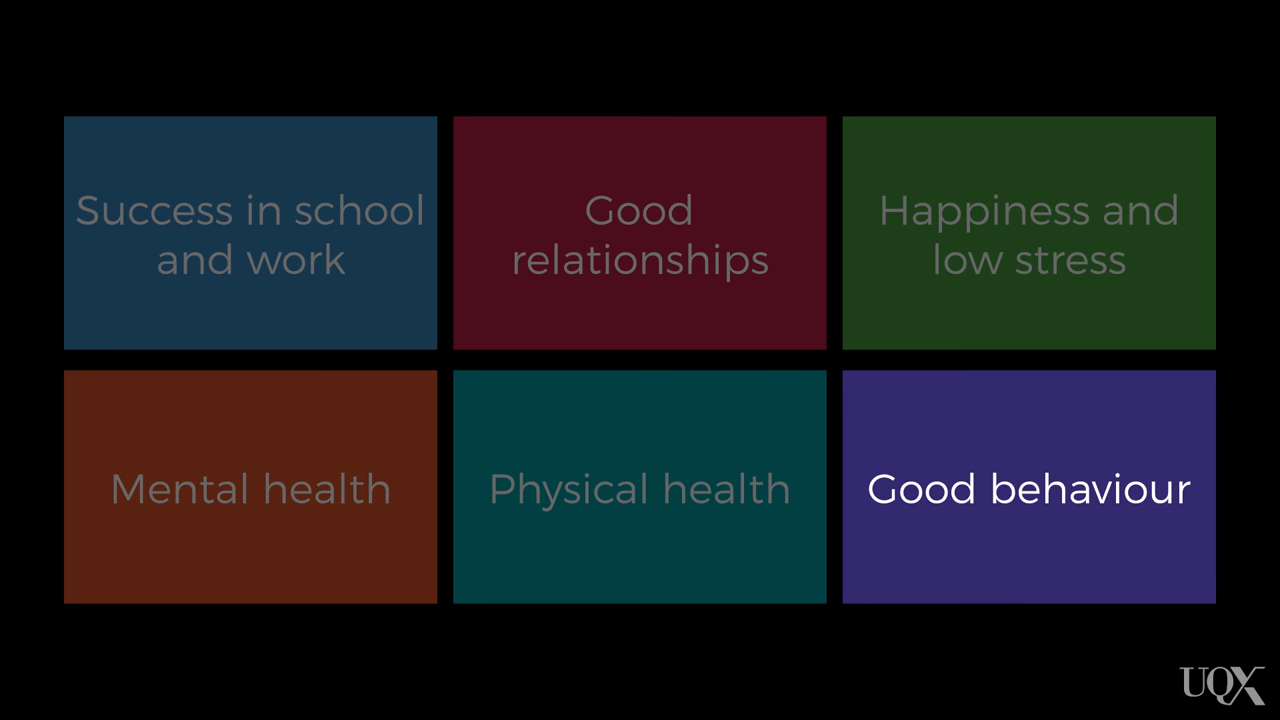 Success in school
and work
Good
relationships
Happiness and
low stress
Mental health
Physical health
Good behaviour
UQX